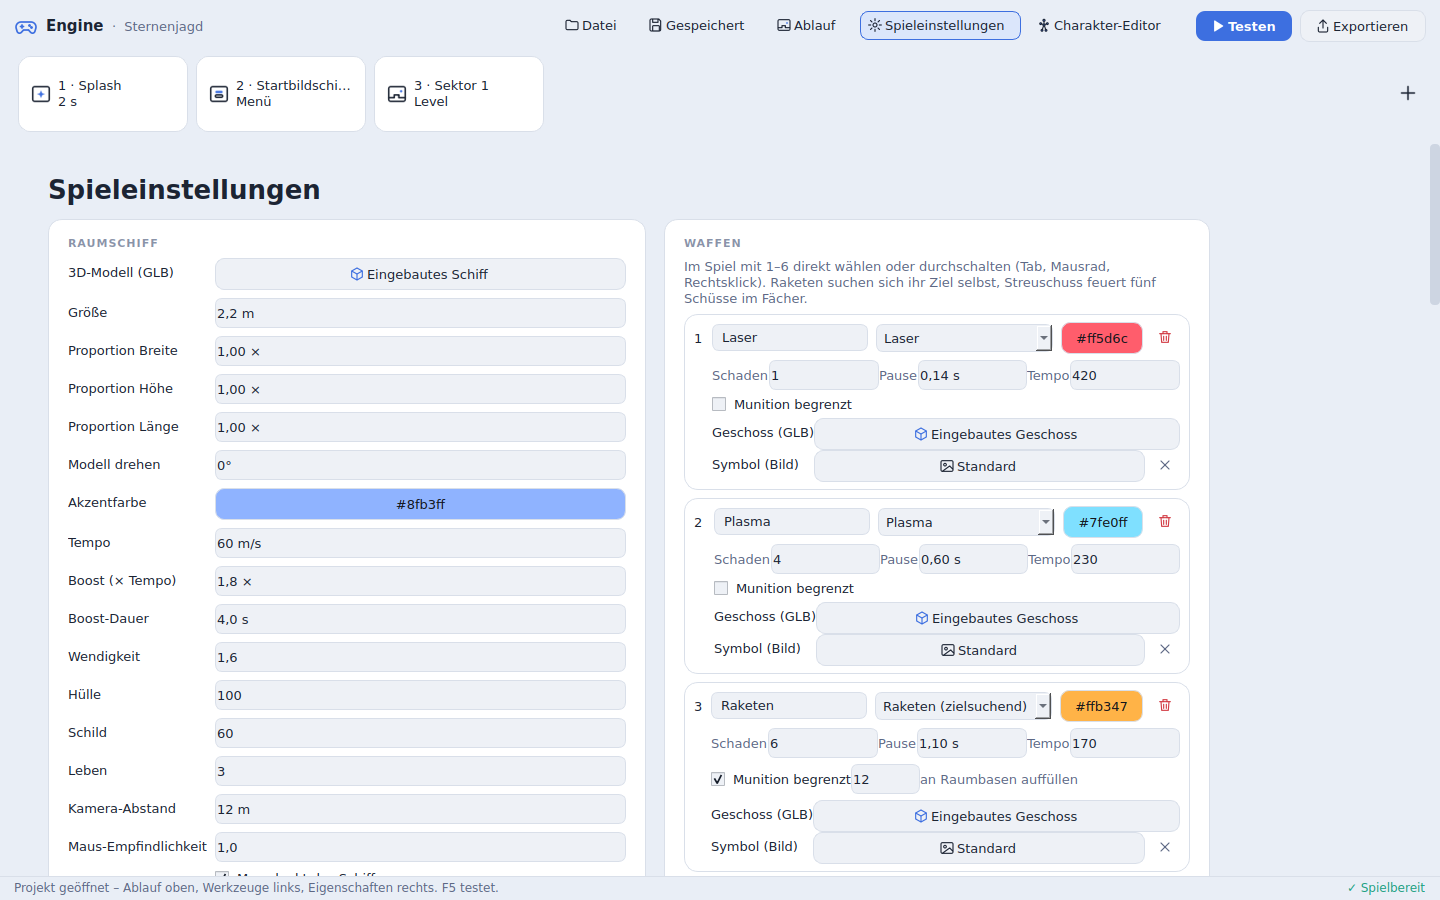 Engine · Sternenjagd
Datei
Gespeichert
Ablauf
Spieleinstellungen
Charakter-Editor
Testen
Exportieren
1 · Splash
2 s
2 · Startbildschi...
Menü
3 · Sektor 1
Level
Spieleinstellungen
RAUMSCHIFF
3D-Modell (GLB) Eingebautes Schiff
Größe 2,2 m
Proportion Breite 1,00 ×
Proportion Höhe 1,00 ×
Proportion Länge 1,00 ×
Modell drehen 0°
Akzentfarbe #8fb3ff
Tempo 60 m/s
Boost (× Tempo) 1,8 ×
Boost-Dauer 4,0 s
Wendigkeit 1,6
Hülle 100
Schild 60
Leben 3
Kamera-Abstand 12 m
Maus-Empfindlichkeit 1,0
WAFFEN
Im Spiel mit 1–6 direkt wählen oder durchschalten (Tab, Mausrad,
Rechtsklick). Raketen suchen sich ihr Ziel selbst, Streuschuss feuert fünf
Schüsse im Fächer.
1 Laser Laser #ff5d6c
Schaden 1 Pause 0,14 s Tempo 420
Munition begrenzt
Geschoss (GLB) Eingebautes Geschoss
Symbol (Bild) Standard
2 Plasma Plasma #7fe0ff
Schaden 4 Pause 0,60 s Tempo 230
Munition begrenzt
Geschoss (GLB) Eingebautes Geschoss
Symbol (Bild) Standard
3 Raketen Raketen (zielsuchend) #ffb347
Schaden 6 Pause 1,10 s Tempo 170
Munition begrenzt 12 an Raumbasen auffüllen
Geschoss (GLB) Eingebautes Geschoss
Symbol (Bild) Standard
Projekt geöffnet – Ablauf oben, Werkzeuge links, Eigenschaften rechts. F5 testet.
✓ Spielbereit